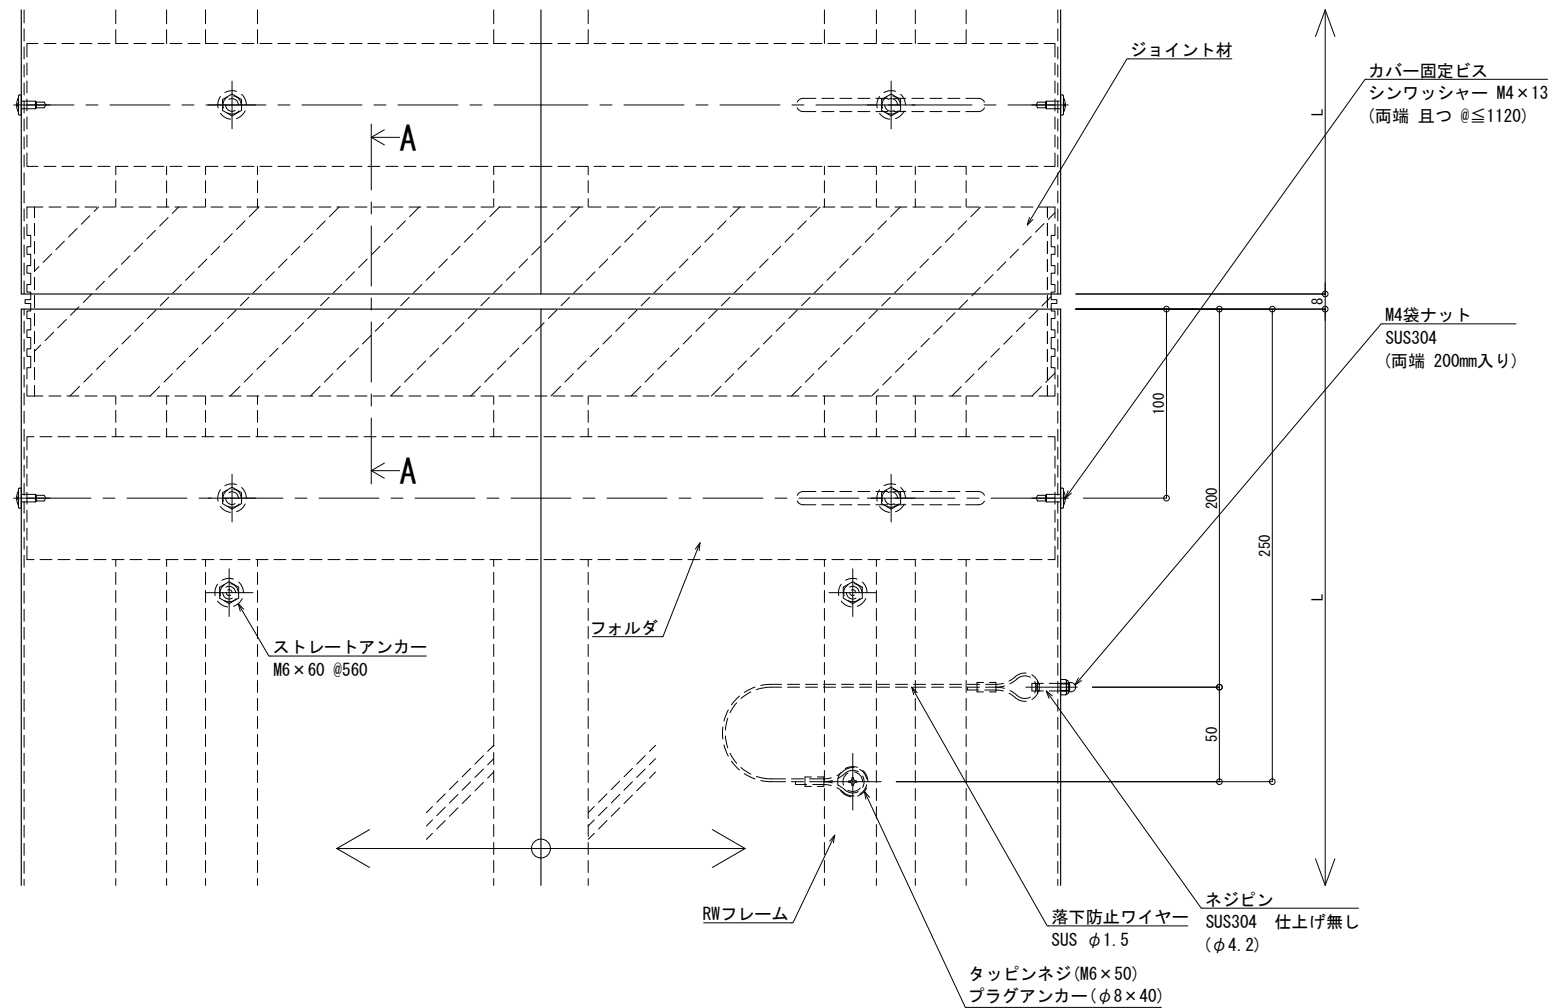 ジョイント材
カバー固定ビス
シンワッシャー M4×13
(両端 且つ @≦1120)
L
A
8
M4袋ナット
SUS304
(両端 200mm入り)
100
A
200
250
L
フォルダ
ストレートアンカー
M6×60 @560
50
RWフレーム
落下防止ワイヤー
SUS φ1.5
ネジピン
SUS304 仕上げ無し
(φ4.2)
タッピンネジ(M6×50)
プラグアンカー(φ8×40)